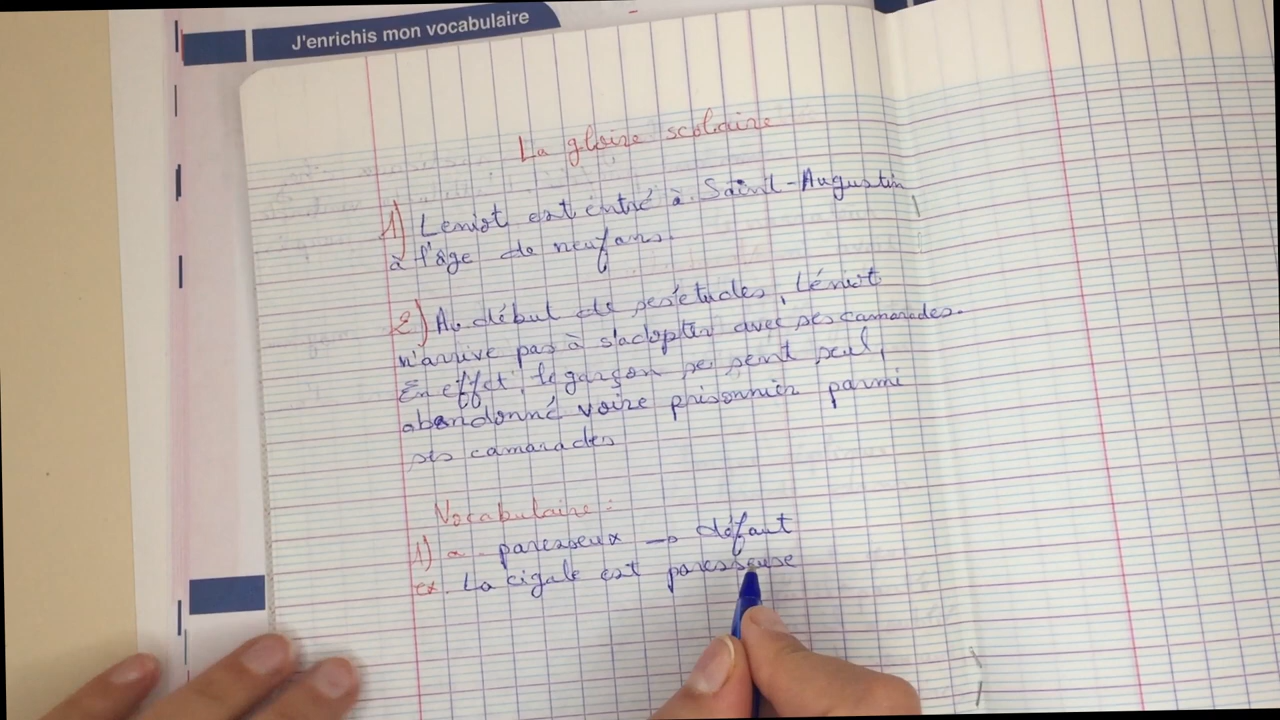 J'enrichis mon vocabulaire
La gloire scolaire
1) Lemiot est entré à Saint-Augustin
à l'âge de neuf ans.
2) Au début de ses études, Lémiot
n'arrive pas à s'adapter avec ses camarades.
En effet, le garçon se sent seul,
abandonné voire prisonnier parmi
ses camarades
Vocabulaire :
1) a - paresseux → défaut
ex. La cigale est paresseuse